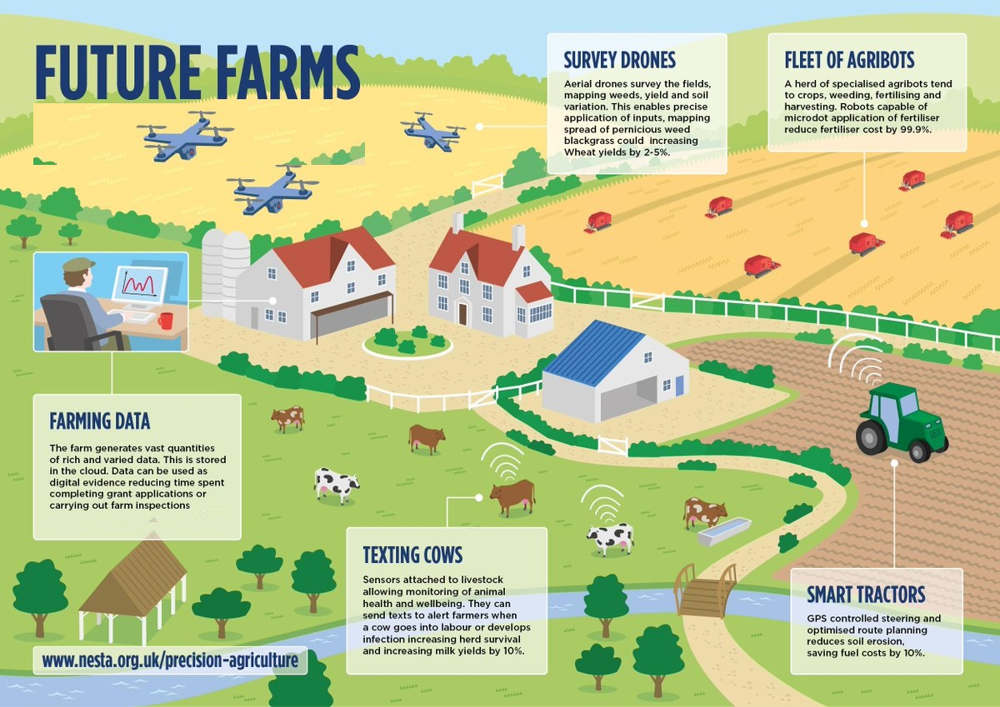 FUTURE FARMS
SURVEY DRONES
Aerial drones survey the fields,
mapping weeds, yield and soil
variation. This enables precise
application of inputs, mapping
spread of pernicious weed
blackgrass could  increasing
Wheat yields by 2-5%.
FLEET OF AGRIBOTS
A herd of specialised agribots tend
to crops, weeding, fertilising and
harvesting. Robots capable of
microdot application of fertiliser
reduce fertiliser cost by 99.9%.
FARMING DATA
The farm generates vast quantities
of rich and varied data. This is stored
in the cloud. Data can be used as
digital evidence reducing time spent
completing grant applications or
carrying out farm inspections
TEXTING COWS
Sensors attached to livestock
allowing monitoring of animal
health and wellbeing. They can
send texts to alert farmers when
a cow goes into labour or develops
infection increasing herd survival
and increasing milk yields by 10%.
SMART TRACTORS
GPS controlled steering and
optimised route planning
reduces soil erosion,
saving fuel costs by 10%.
www.nesta.org.uk/precision-agriculture